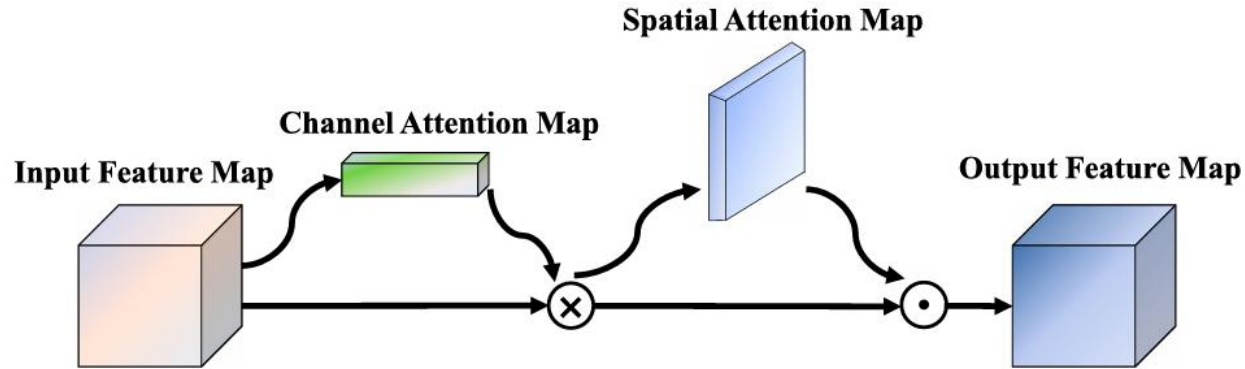 Spatial Attention Map
Channel Attention Map
Input Feature Map
Output Feature Map